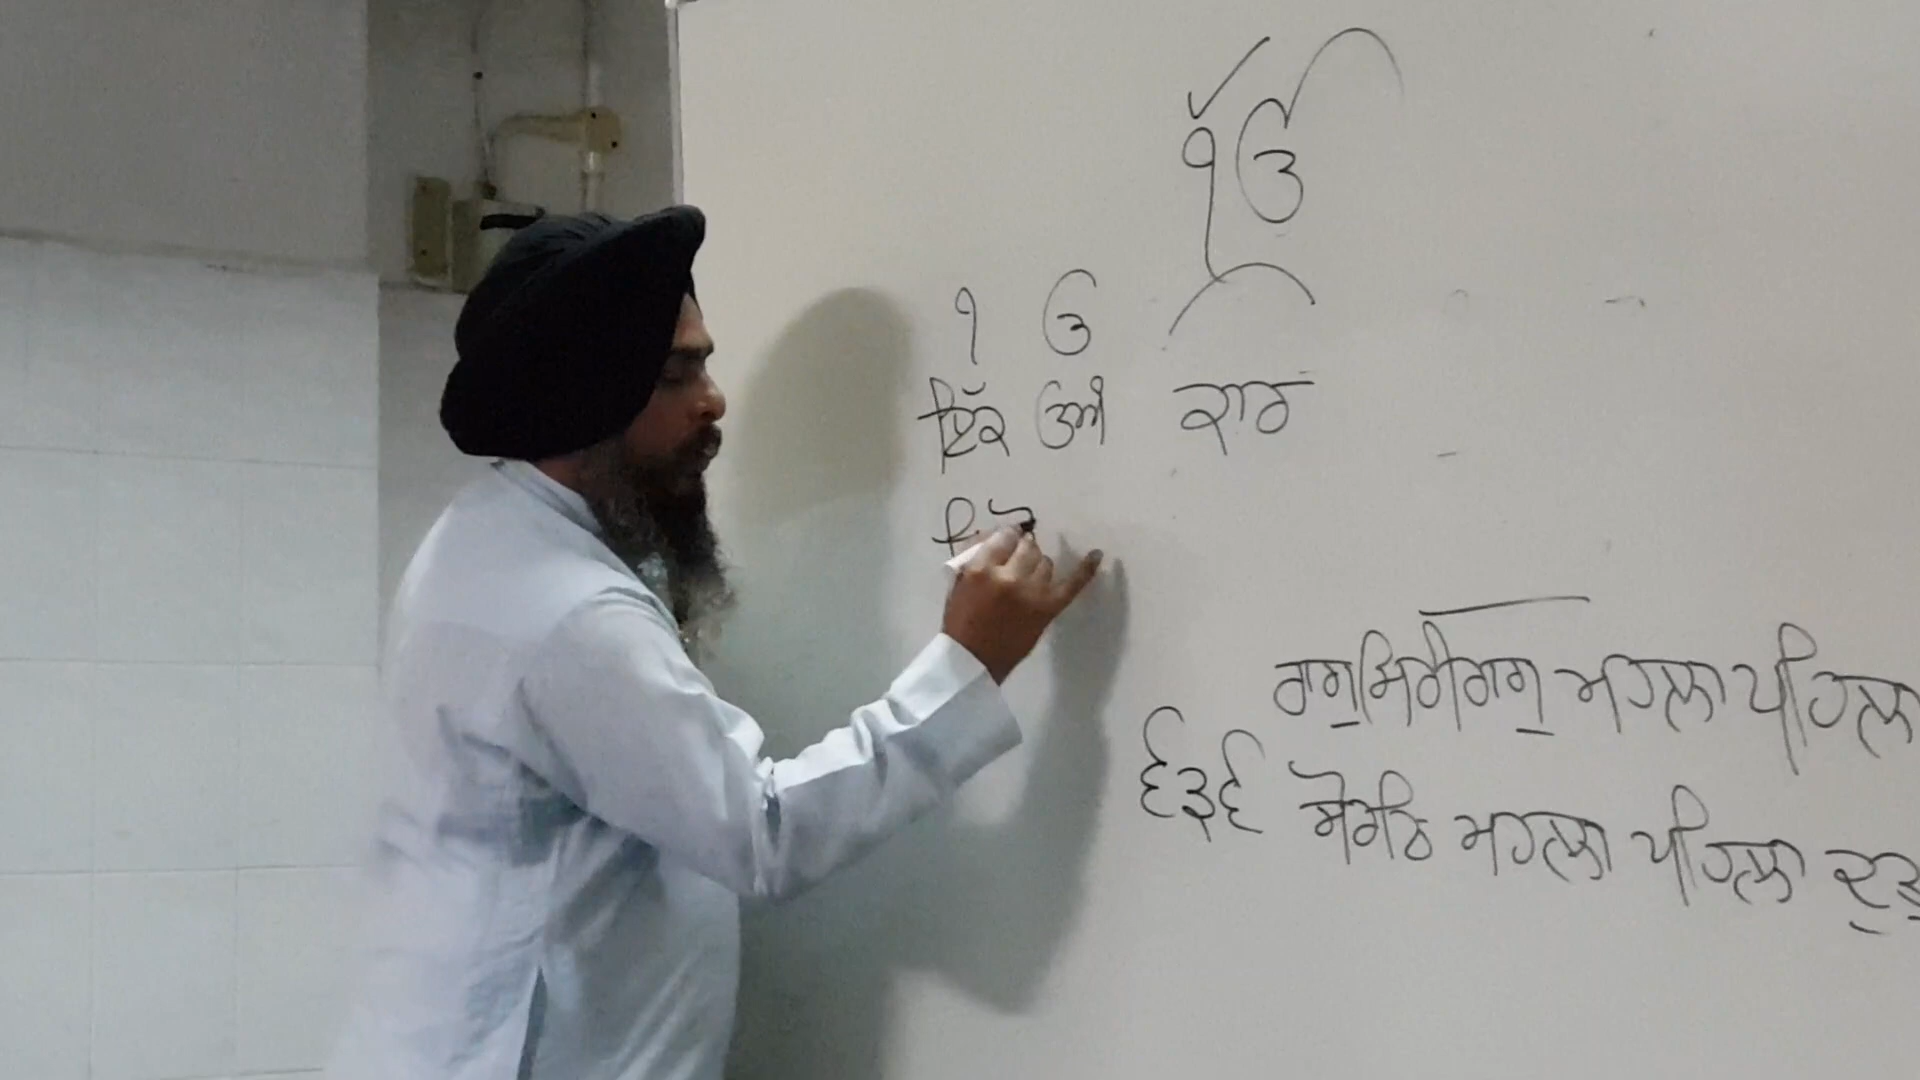 ੴ
੧ ੳ
ਇੱਕ ਓਅੰ ਕਾਰ
ਰਾਗੁ ਸਿਰੀਰਾਗੁ ਮਹਲਾ ਪਹਿਲਾ
੬੩੬ ਸੋਰਠਿ ਮਹਲਾ ਪਹਿਲਾ